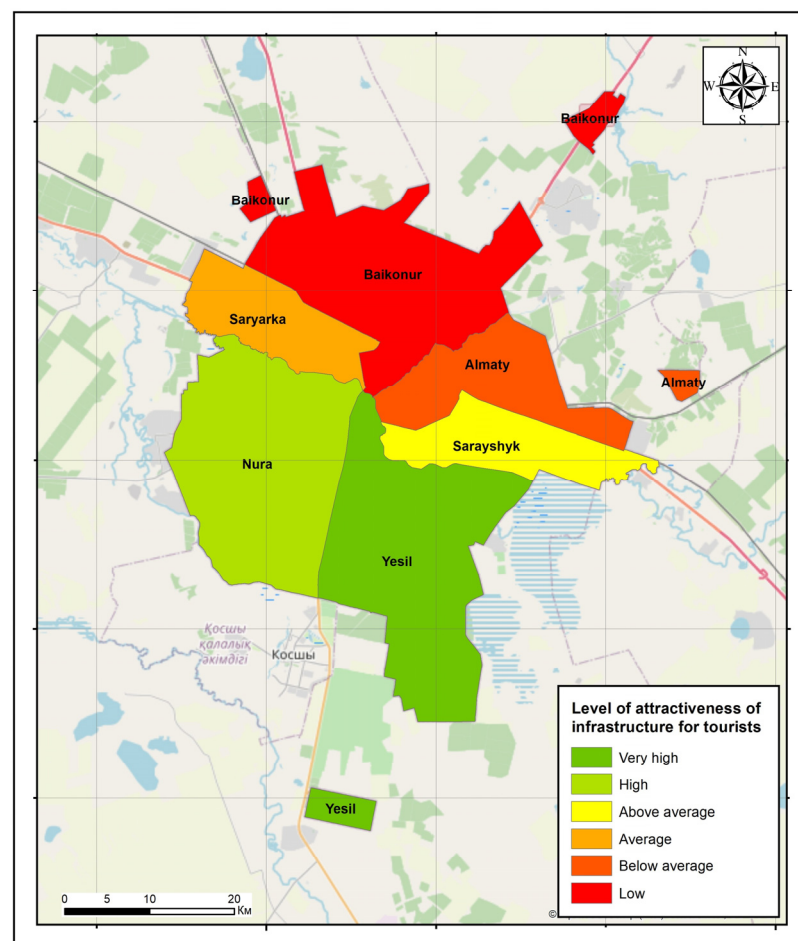 N
W E
S
Baikonur
Baikonur
Baikonur
Saryarka
Almaty
Almaty
Sarayshyk
Nura
Yesil
Қосшы
қалалық
әкімдігі
Косшы
Yesil
Level of attractiveness of
infrastructure for tourists
Very high
High
Above average
Average
Below average
Low
0 5 10 20
Км
©